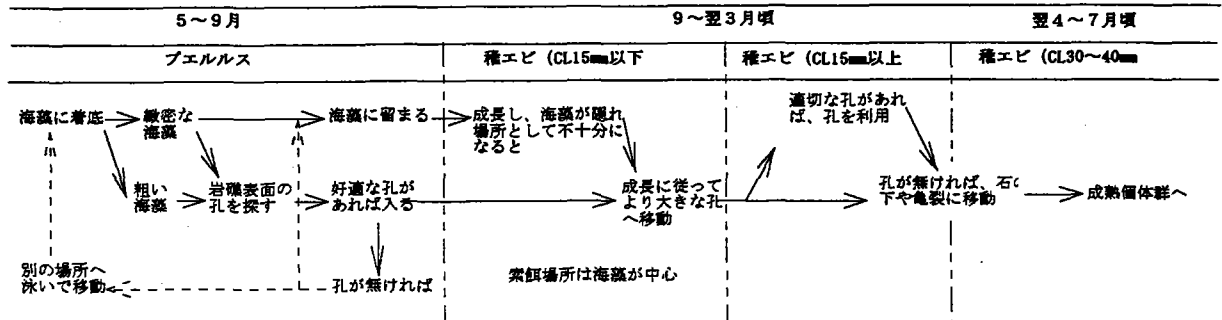 5～9月
9～翌3月頃
翌4～7月頃
プエルルス
稚エビ（CL15mm以下
稚エビ（CL15mm以上
稚エビ（CL30～40mm
海藻に着底
緻密な
海藻
海藻に留まる
成長し、海藻が隠れ
場所として不十分に
なると
適切な孔があれ
ば、孔を利用
粗い
海藻
岩礁表面の
孔を探す
好適な孔が
あれば入る
成長に従って
より大きな孔
へ移動
孔が無ければ、石の
下や亀裂に移動
成熟個体群へ
別の場所へ
泳いで移動
孔が無ければ
索餌場所は海藻が中心